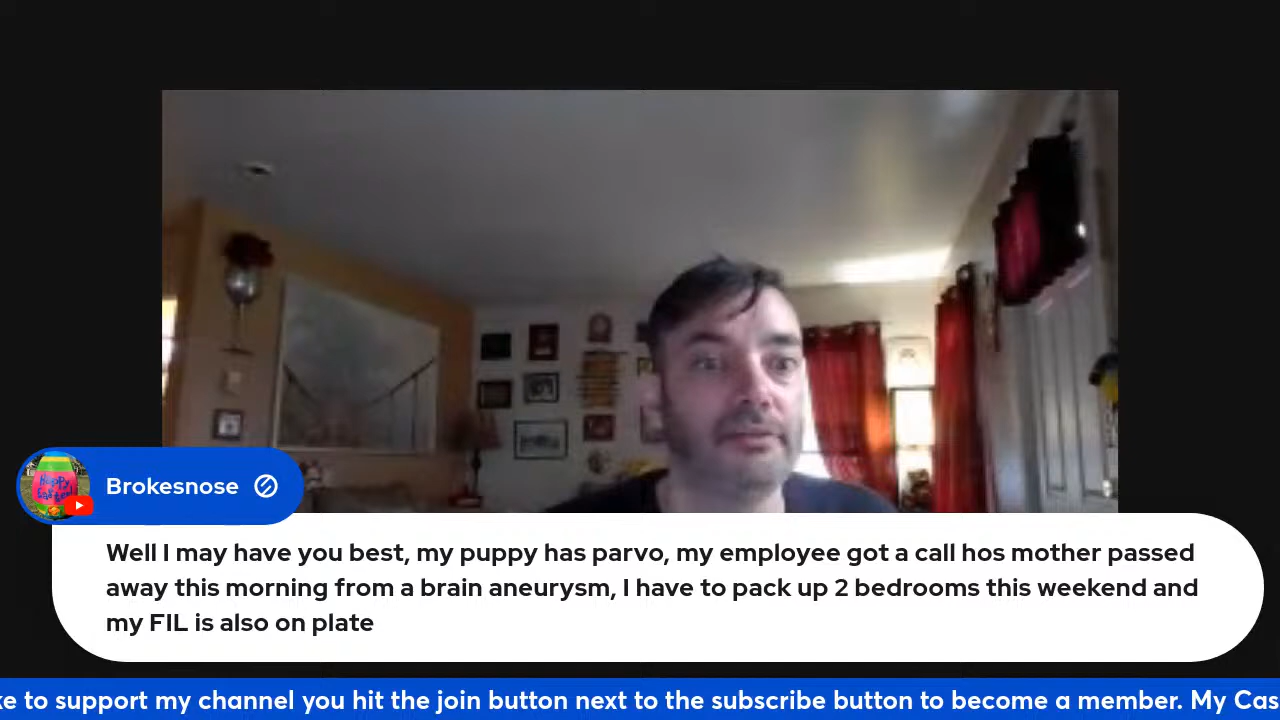 Brokesnose
Well I may have you best, my puppy has parvo, my employee got a call hos mother passed
away this morning from a brain aneurysm, I have to pack up 2 bedrooms this weekend and
my FIL is also on plate
ke to support my channel you hit the join button next to the subscribe button to become a member. My Cas